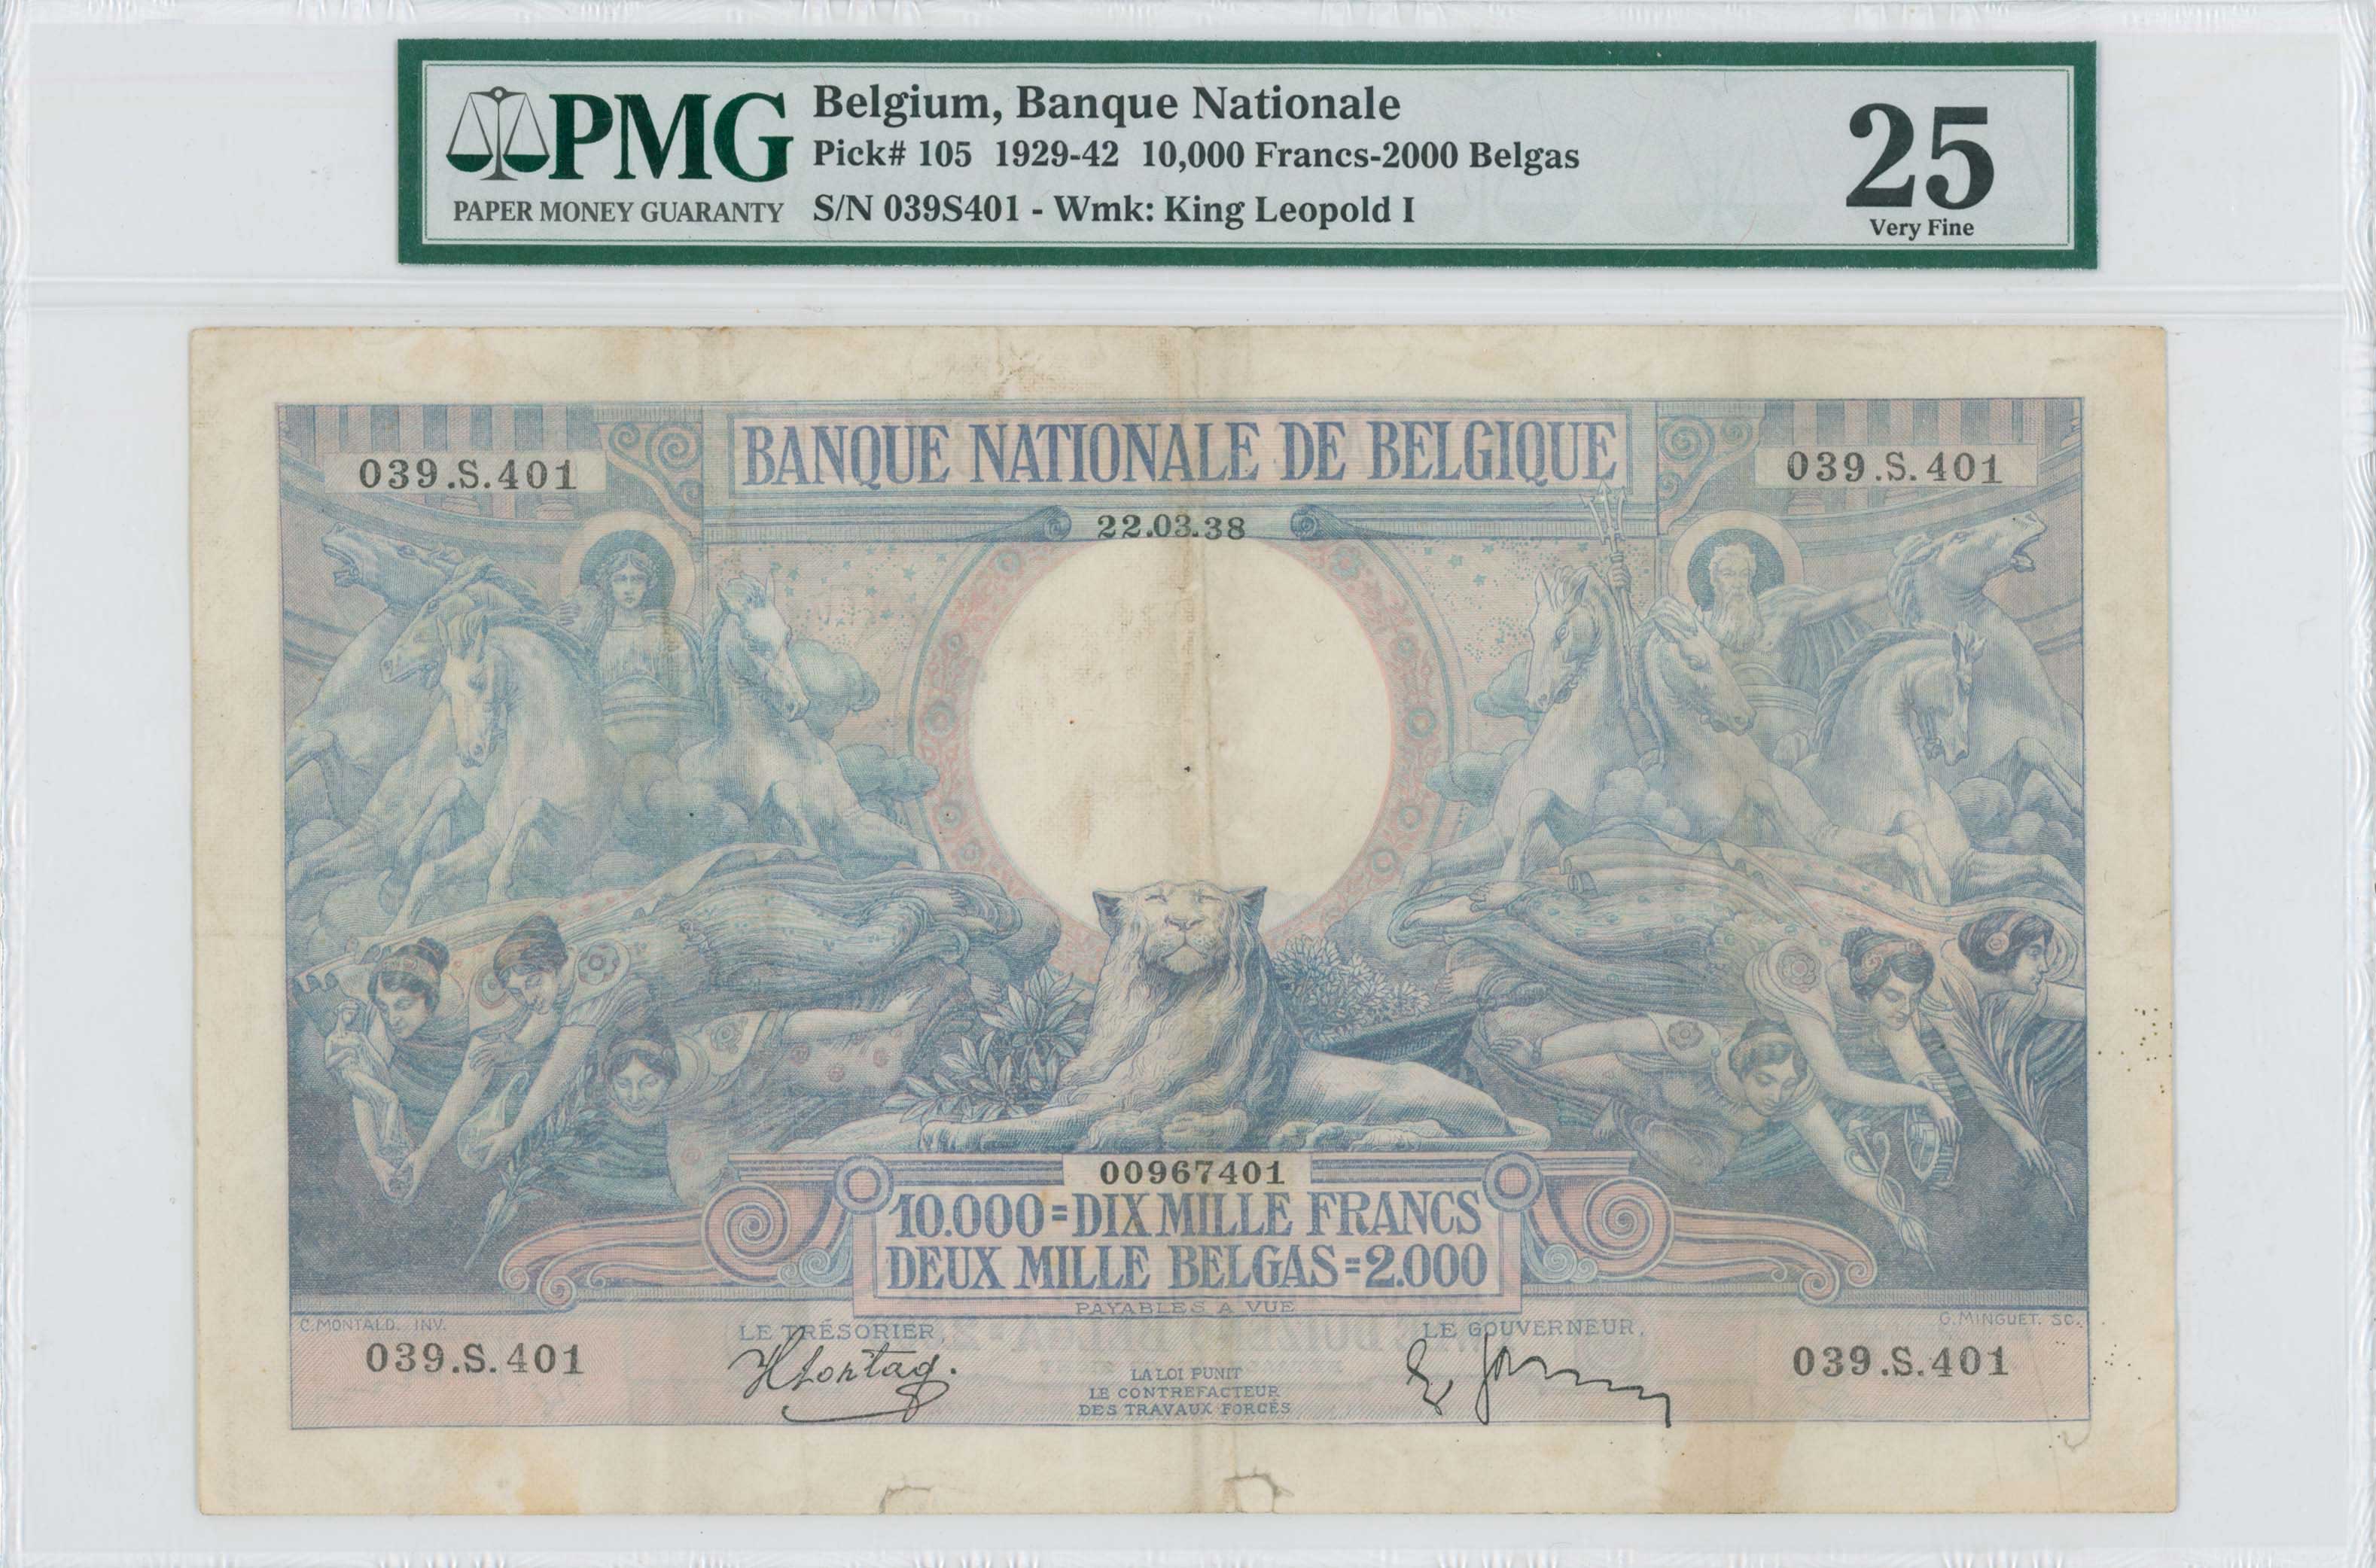 PMG
PAPER MONEY GUARANTY
Belgium, Banque Nationale
Pick# 105 1929-42 10,000 Francs-2000 Belgas
S/N 039S401 - Wmk: King Leopold I
25
Very Fine
BANQUE NATIONALE DE BELGIQUE
039.S.401
039.S.401
22.03.38
00967401
10.000=DIX MILLE FRANCS
DEUX MILLE BELGAS=2.000
PAYABLES A VUE
C.MONTALD. INV.
G.MINGUET. SC.
039.S.401
LE TRÉSORIER,
LE GOUVERNEUR,
039.S.401
HSontag.
LA LOI PUNIT
LE CONTREFACTEUR
DES TRAVAUX FORCÉS